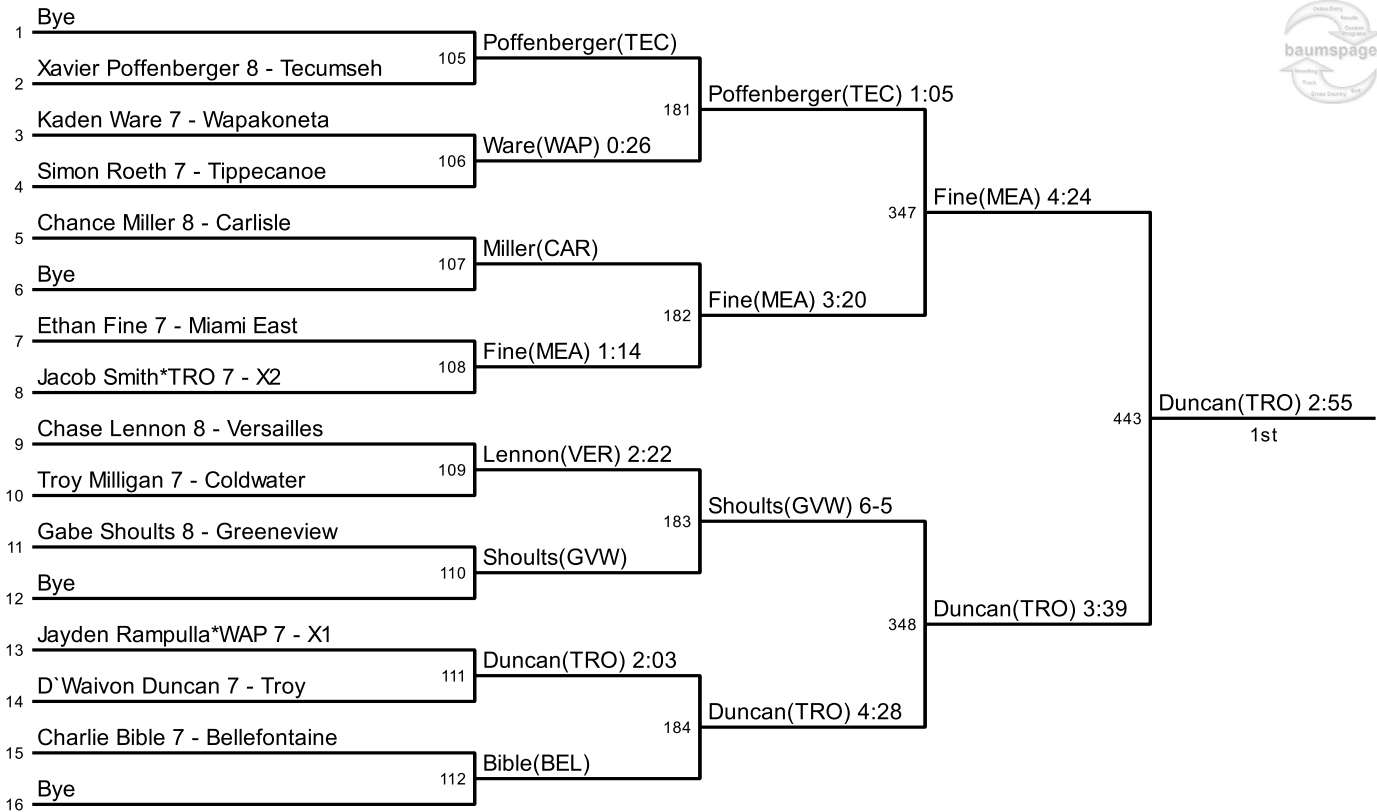 Bye
1
Xavier Poffenberger 8 - Tecumseh
2
105
Poffenberger(TEC)
Kaden Ware 7 - Wapakoneta
3
Simon Roeth 7 - Tippecanoe
4
106
Ware(WAP) 0:26
181
Poffenberger(TEC) 1:05
Chance Miller 8 - Carlisle
5
Bye
6
107
Miller(CAR)
Ethan Fine 7 - Miami East
7
Jacob Smith*TRO 7 - X2
8
108
Fine(MEA) 1:14
182
Fine(MEA) 3:20
347
Fine(MEA) 4:24
Chase Lennon 8 - Versailles
9
Troy Milligan 7 - Coldwater
10
109
Lennon(VER) 2:22
Gabe Shoults 8 - Greeneview
11
Bye
12
110
Shoults(GVW)
183
Shoults(GVW) 6-5
Jayden Rampulla*WAP 7 - X1
13
D`Waivon Duncan 7 - Troy
14
111
Duncan(TRO) 2:03
Charlie Bible 7 - Bellefontaine
15
Bye
16
112
Bible(BEL)
184
Duncan(TRO) 4:28
348
Duncan(TRO) 3:39
443
Duncan(TRO) 2:55
1st
Online Entry
Results
baumspage
Wrestling
Track
Cross Country